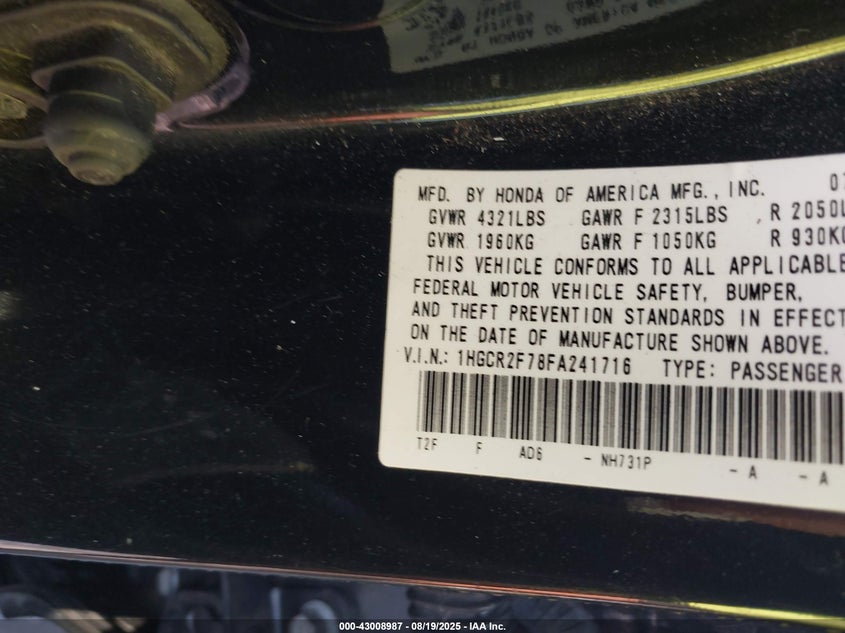 MFD. BY HONDA OF AMERICA MFG., INC. 07
GVWR 4321LBS GAWR F 2315LBS R 2050L
GVWR 1960KG GAWR F 1050KG R 930KG
THIS VEHICLE CONFORMS TO ALL APPLICABLE
FEDERAL MOTOR VEHICLE SAFETY, BUMPER,
AND THEFT PREVENTION STANDARDS IN EFFECT
ON THE DATE OF MANUFACTURE SHOWN ABOVE.
V.I.N.: 1HGCR2F78FA241716 TYPE: PASSENGER
T2F F AD6 - NH731P - A - A
000-43008987 - 08/19/2025 - IAA Inc.